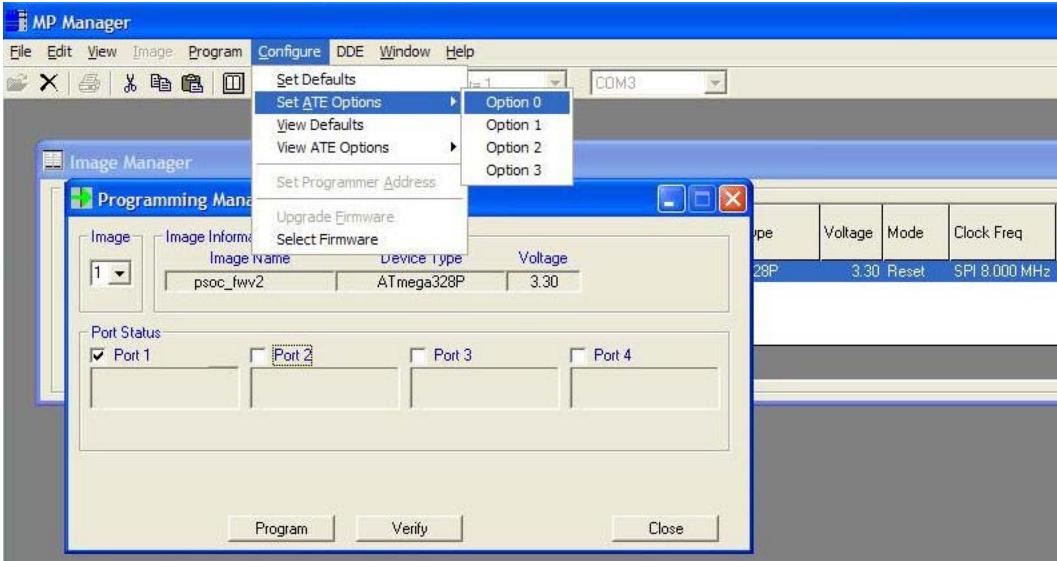 MP Manager
File Edit View Image Program Configure DDE Window Help
COM3
Set Defaults
Set ATE Options
View Defaults
View ATE Options
Set Programmer Address
Upgrade Firmware
Select Firmware
Option 0
Option 1
Option 2
Option 3
Image Manager
Voltage Mode Clock Freq
28P 3.30 Reset SPI 8.000 MHz
Programming
Image
1
Image
Image Name Device Type Voltage
psoc_fwv2 ATmega328P 3.30
Port Status
Port 1 Port 2 Port 3 Port 4
Program Verify Close